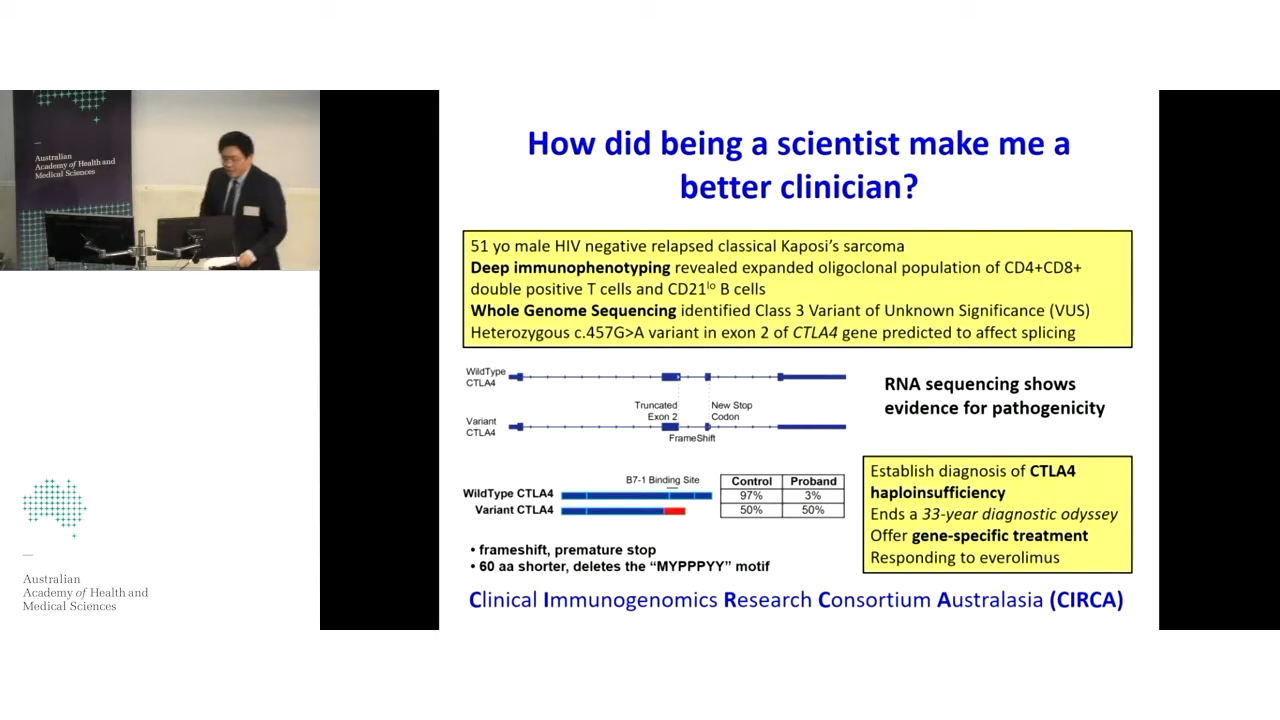 Australian
Academy of Health and
Medical Sciences
How did being a scientist make me a
better clinician?
51 yo male HIV negative relapsed classical Kaposi's sarcoma
Deep immunophenotyping revealed expanded oligoclonal population of CD4+CD8+
double positive T cells and CD21lo B cells
Whole Genome Sequencing identified Class 3 Variant of Unknown Significance (VUS)
Heterozygous c.457G>A variant in exon 2 of CTLA4 gene predicted to affect splicing
WildType
CTLA4
Truncated
Exon 2
New Stop
Codon
Variant
CTLA4
FrameShift
RNA sequencing shows
evidence for pathogenicity
B7-1 Binding Site
Control Proband
WildType CTLA4 97% 3%
Variant CTLA4 50% 50%
• frameshift, premature stop
• 60 aa shorter, deletes the “MYPPPYY” motif
Establish diagnosis of CTLA4
haploinsufficiency
Ends a 33-year diagnostic odyssey
Offer gene-specific treatment
Responding to everolimus
Clinical Immunogenomics Research Consortium Australasia (CIRCA)
Australian
Academy of Health and
Medical Sciences